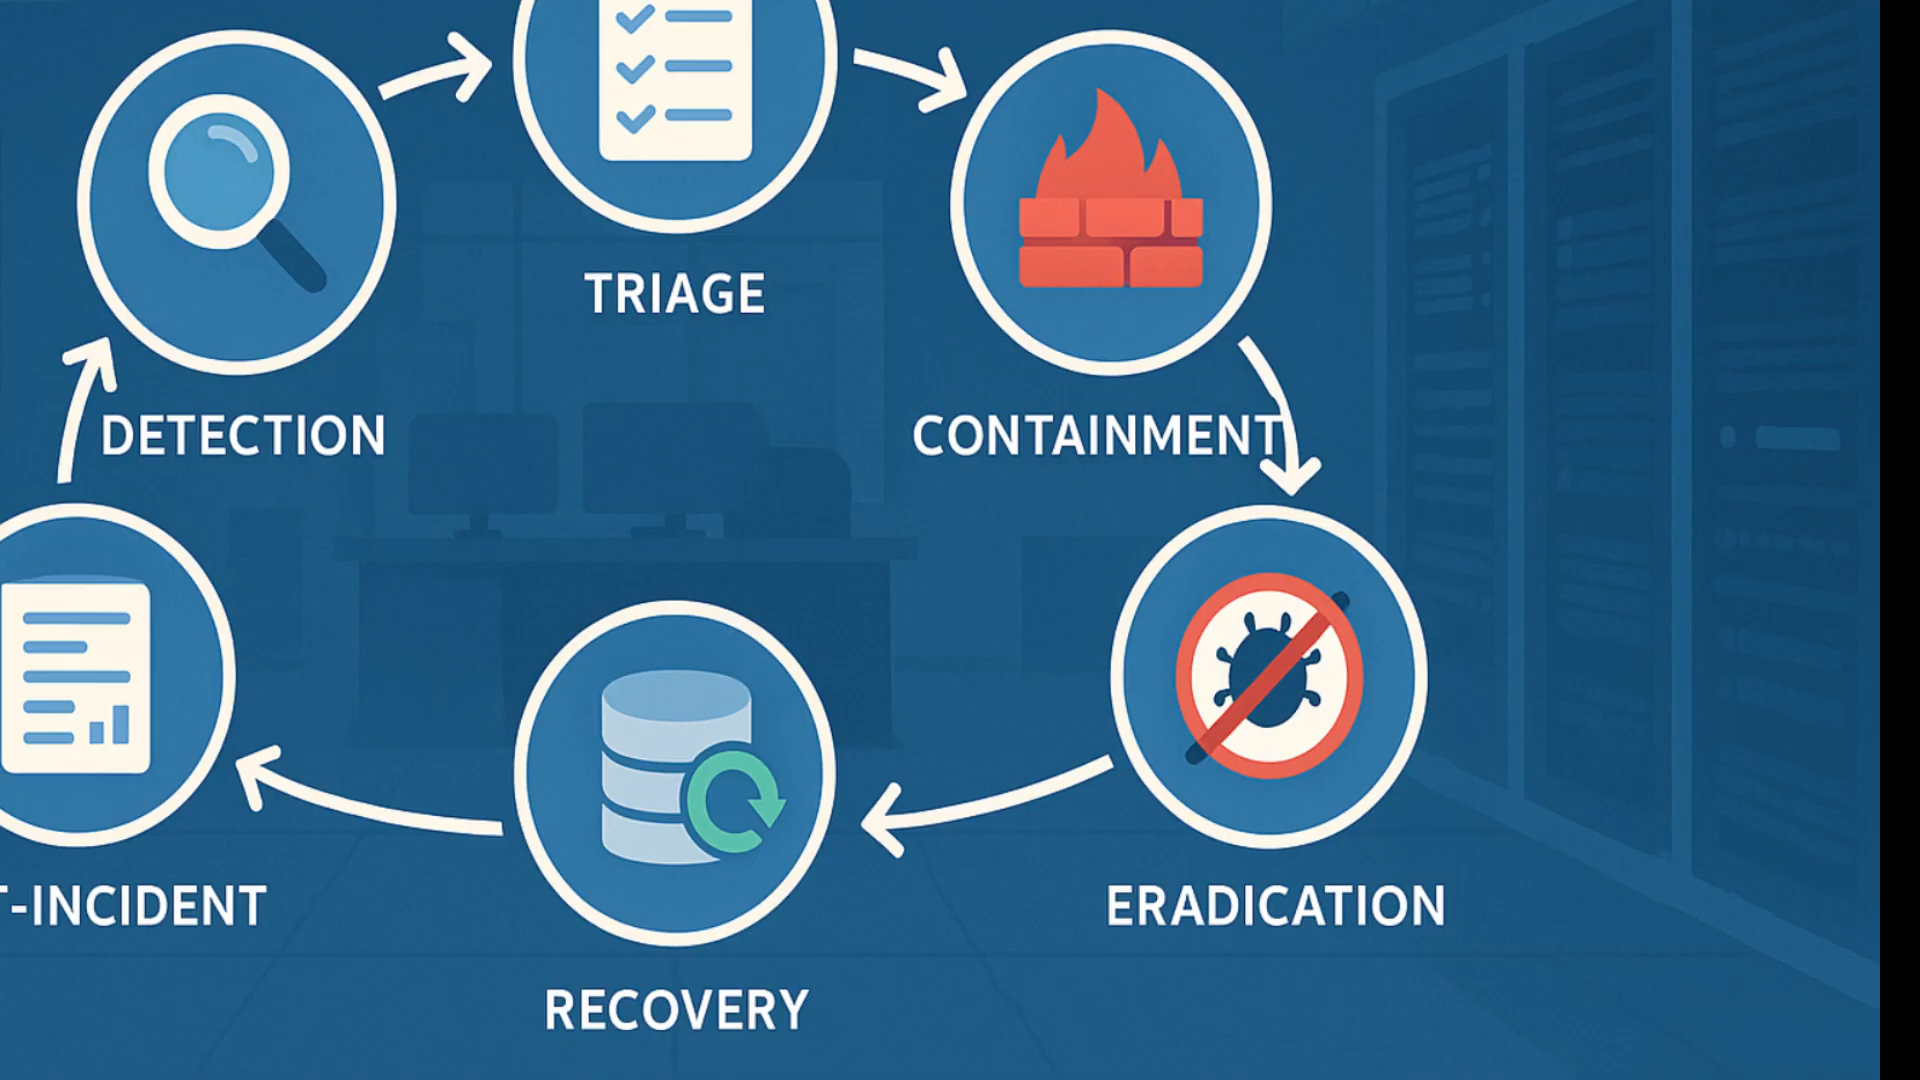 TRIAGE
DETECTION
CONTAINMENT
T-INCIDENT
ERADICATION
RECOVERY